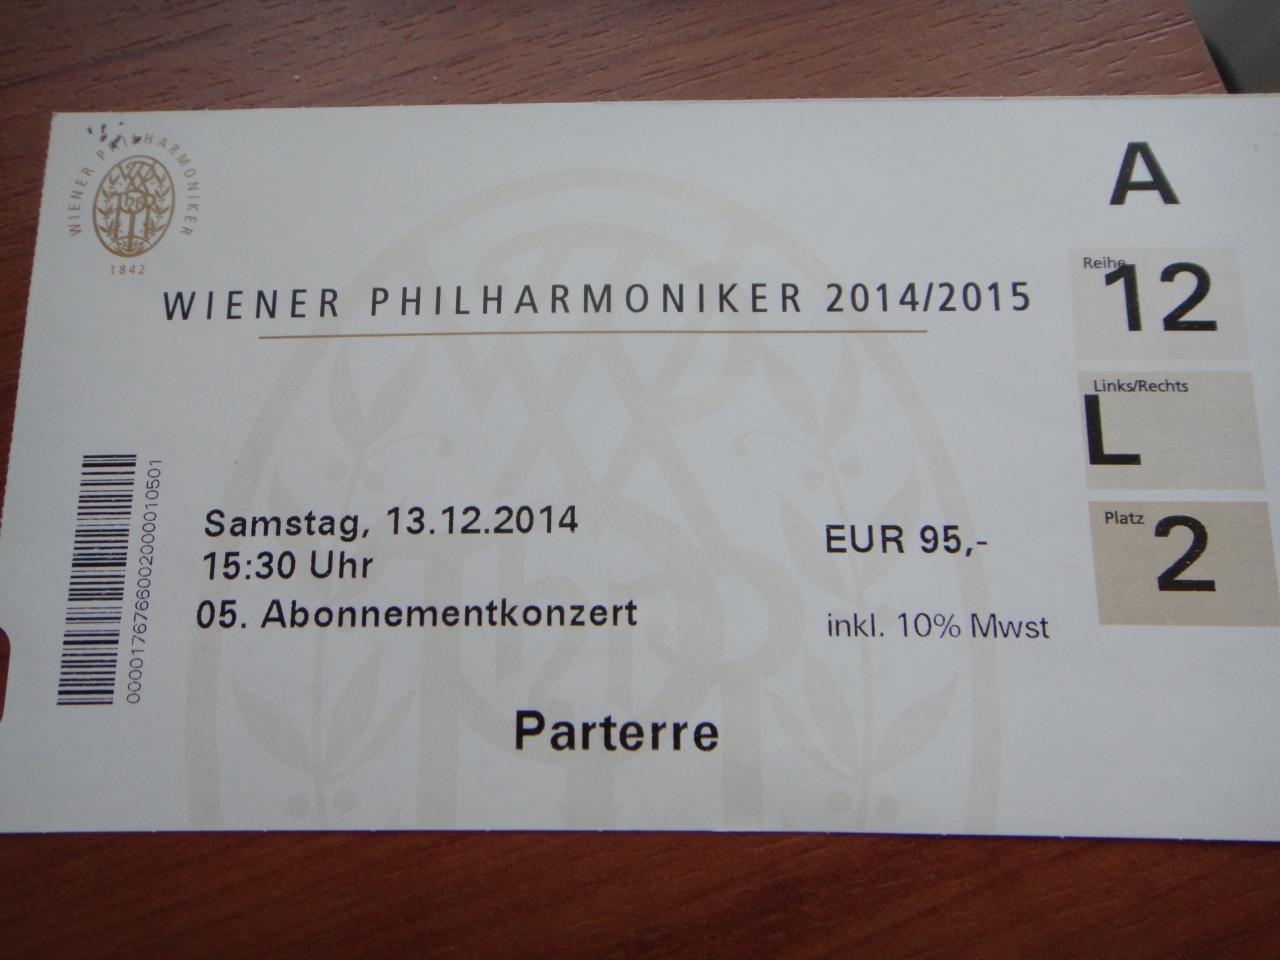 WIENER PHILHARMONIKER
1842
WIENER PHILHARMONIKER 2014/2015
A
Reihe
12
Links/Rechts
L
Platz
2
Samstag, 13.12.2014
15:30 Uhr
05. Abonnementkonzert
EUR 95,-
inkl. 10% Mwst
Parterre
0000176766002000010501